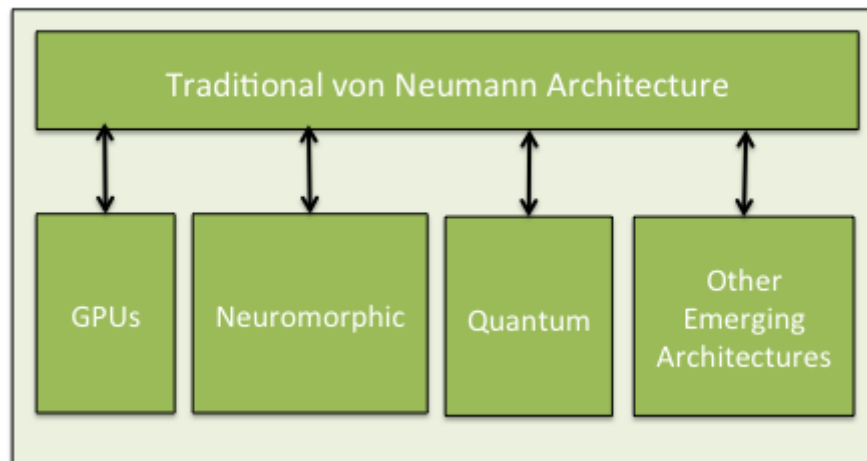 Traditional von Neumann Architecture
GPUs
Neuromorphic
Quantum
Other
Emerging
Architectures